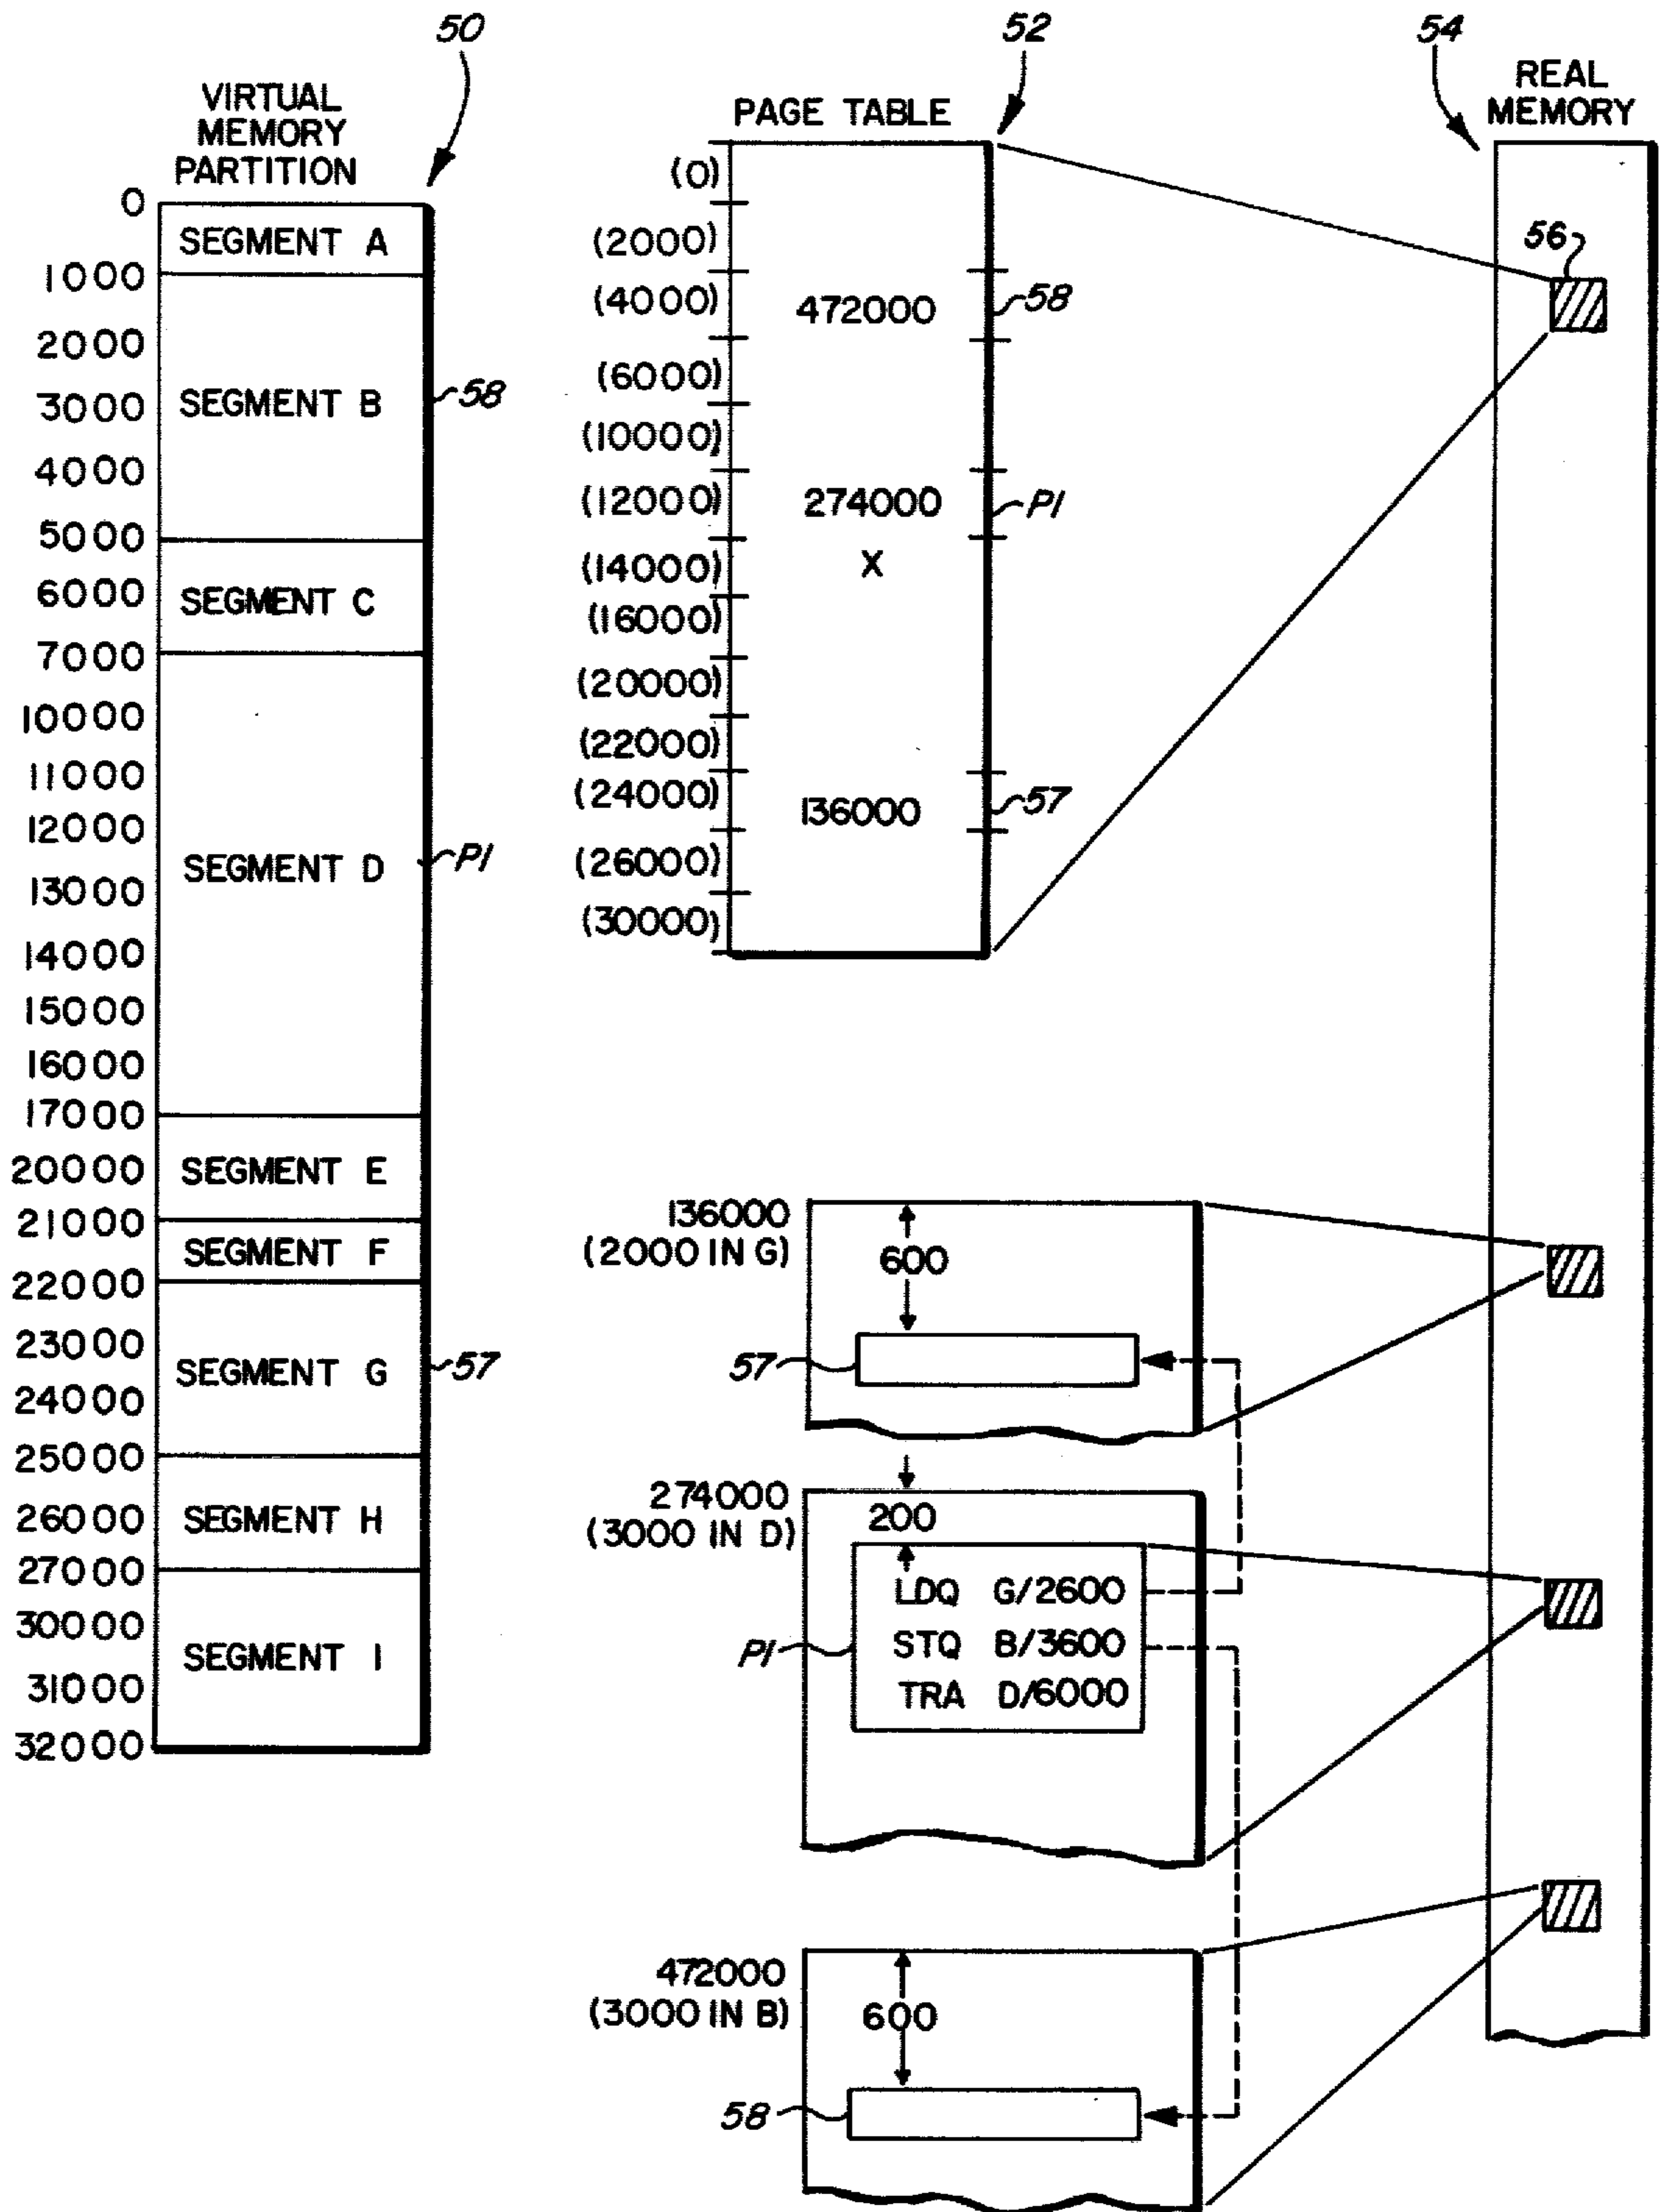 50
VIRTUAL
MEMORY
PARTITION
0
SEGMENT A
1000
2000
3000
SEGMENT B
58
4000
5000
6000
SEGMENT C
7000
10000
11000
12000
SEGMENT D
P1
13000
14000
15000
16000
17000
20000
SEGMENT E
21000
SEGMENT F
22000
23000
SEGMENT G
57
24000
25000
26000
SEGMENT H
27000
30000
SEGMENT I
31000
32000
52
PAGE TABLE
(0)
(2000)
(4000)
472000
58
(6000)
(10000)
(12000)
274000
P1
(14000)
X
(16000)
(20000)
(22000)
(24000)
136000
57
(26000)
(30000)
54
REAL
MEMORY
56
136000
(2000 IN G)
600
57
274000
(3000 IN D)
200
LDQ G/2600
P1
STQ B/3600
TRA D/6000
472000
(3000 IN B)
600
58